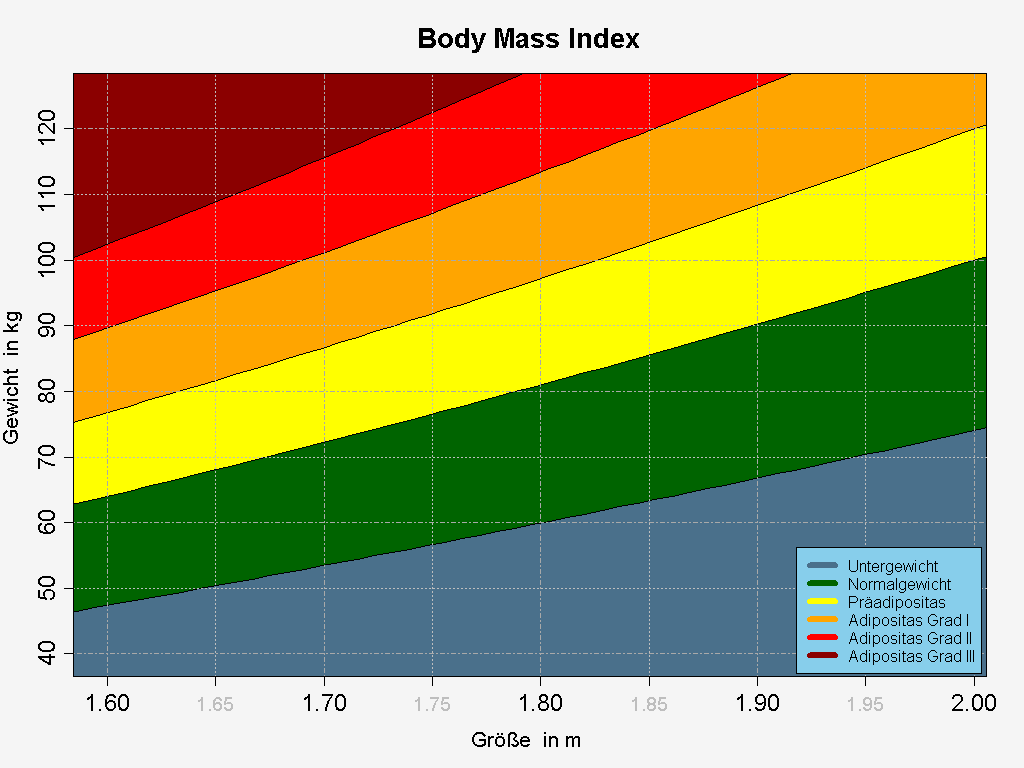 Body Mass Index
Gewicht  in kg
120
110
100
90
80
70
60
50
40
Untergewicht
Normalgewicht
Präadipositas
Adipositas Grad I
Adipositas Grad II
Adipositas Grad III
1.60 1.65 1.70 1.75 1.80 1.85 1.90 1.95 2.00
Größe  in m